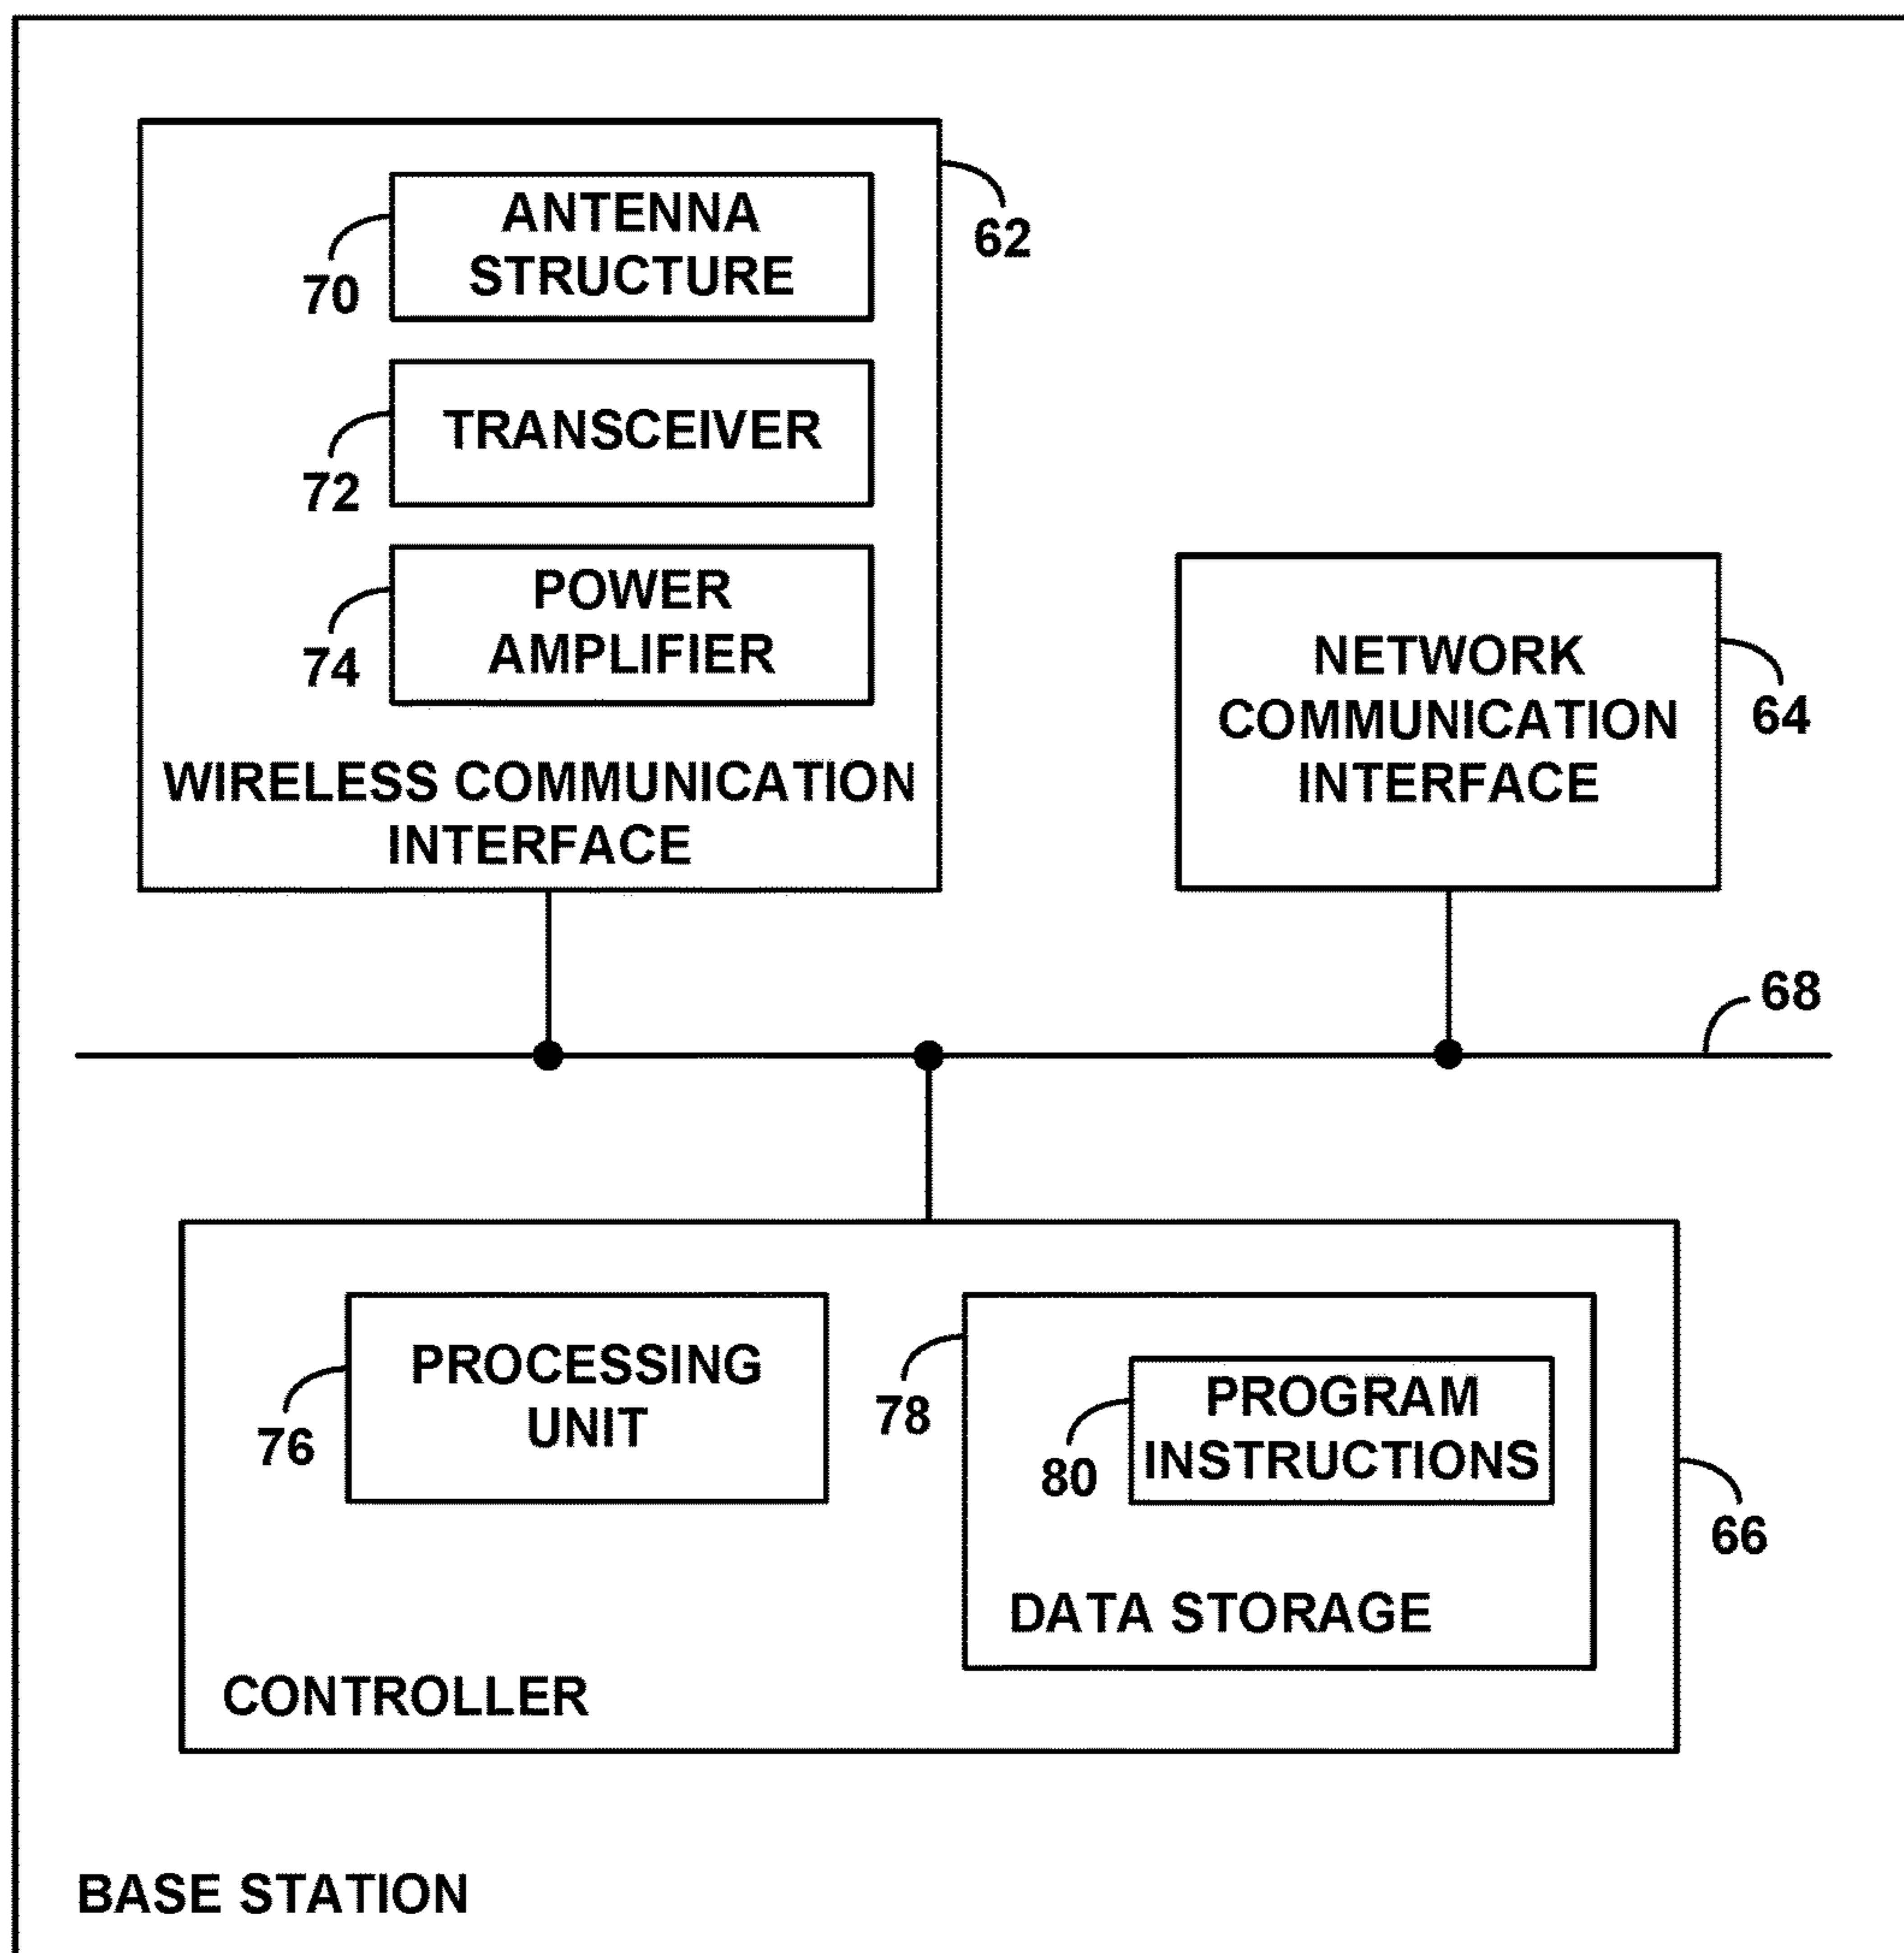 ANTENNA
STRUCTURE
70
62
TRANSCEIVER
72
POWER
AMPLIFIER
74
WIRELESS COMMUNICATION
INTERFACE
NETWORK
COMMUNICATION
INTERFACE
64
68
PROCESSING
UNIT
76
78
PROGRAM
INSTRUCTIONS
80
DATA STORAGE
66
CONTROLLER
BASE STATION